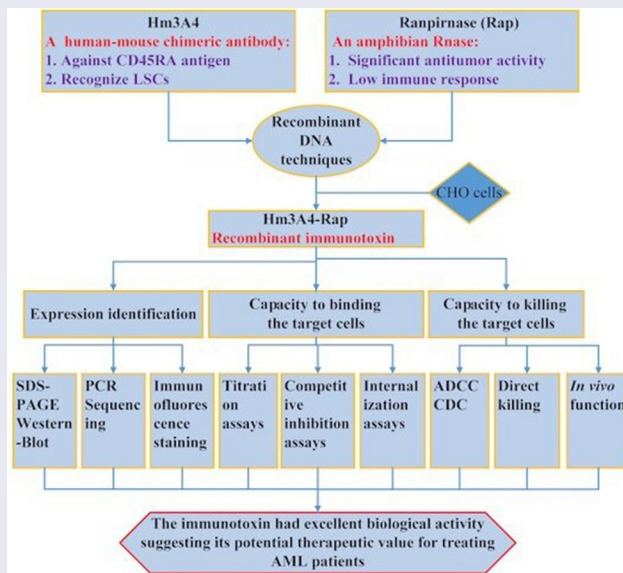 Hm3A4
A human-mouse chimeric antibody:
1. Against CD45RA antigen
2. Recognize LSCs
Ranpirnase (Rap)
An amphibian Rnase:
1. Significant antitumor activity
2. Low immune response
Recombinant
DNA
techniques
CHO cells
Hm3A4-Rap
Recombinant immunotoxin
Expression identification
Capacity to binding
the target cells
Capacity to killing
the target cells
SDS-
PAGE
Western
-Blot
PCR
Sequenc
ing
Immun
ofluores
cence
staining
Titrati
on
assays
Competit
ive
inhibition
assays
Internal
ization
assays
ADCC
CDC
Direct
killing
In vivo
function
The immunotoxin had excellent biological activity
suggesting its potential therapeutic value for treating
AML patients